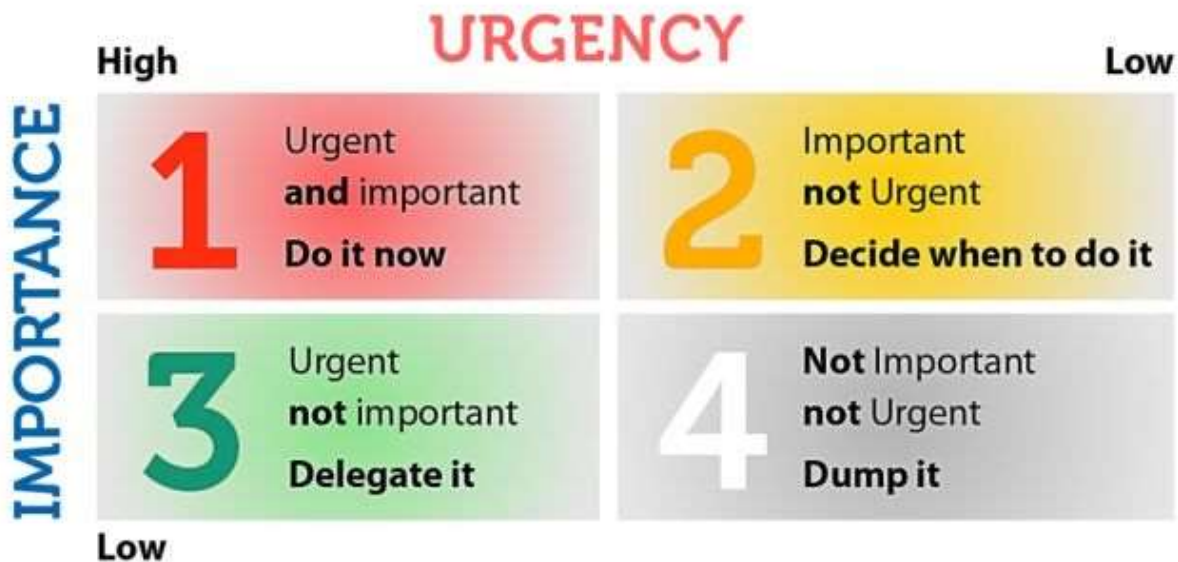 URGENCY
High
Low
IMPORTANCE
1
Urgent
and important
Do it now
2
Important
not Urgent
Decide when to do it
3
Urgent
not important
Delegate it
4
Not Important
not Urgent
Dump it
Low